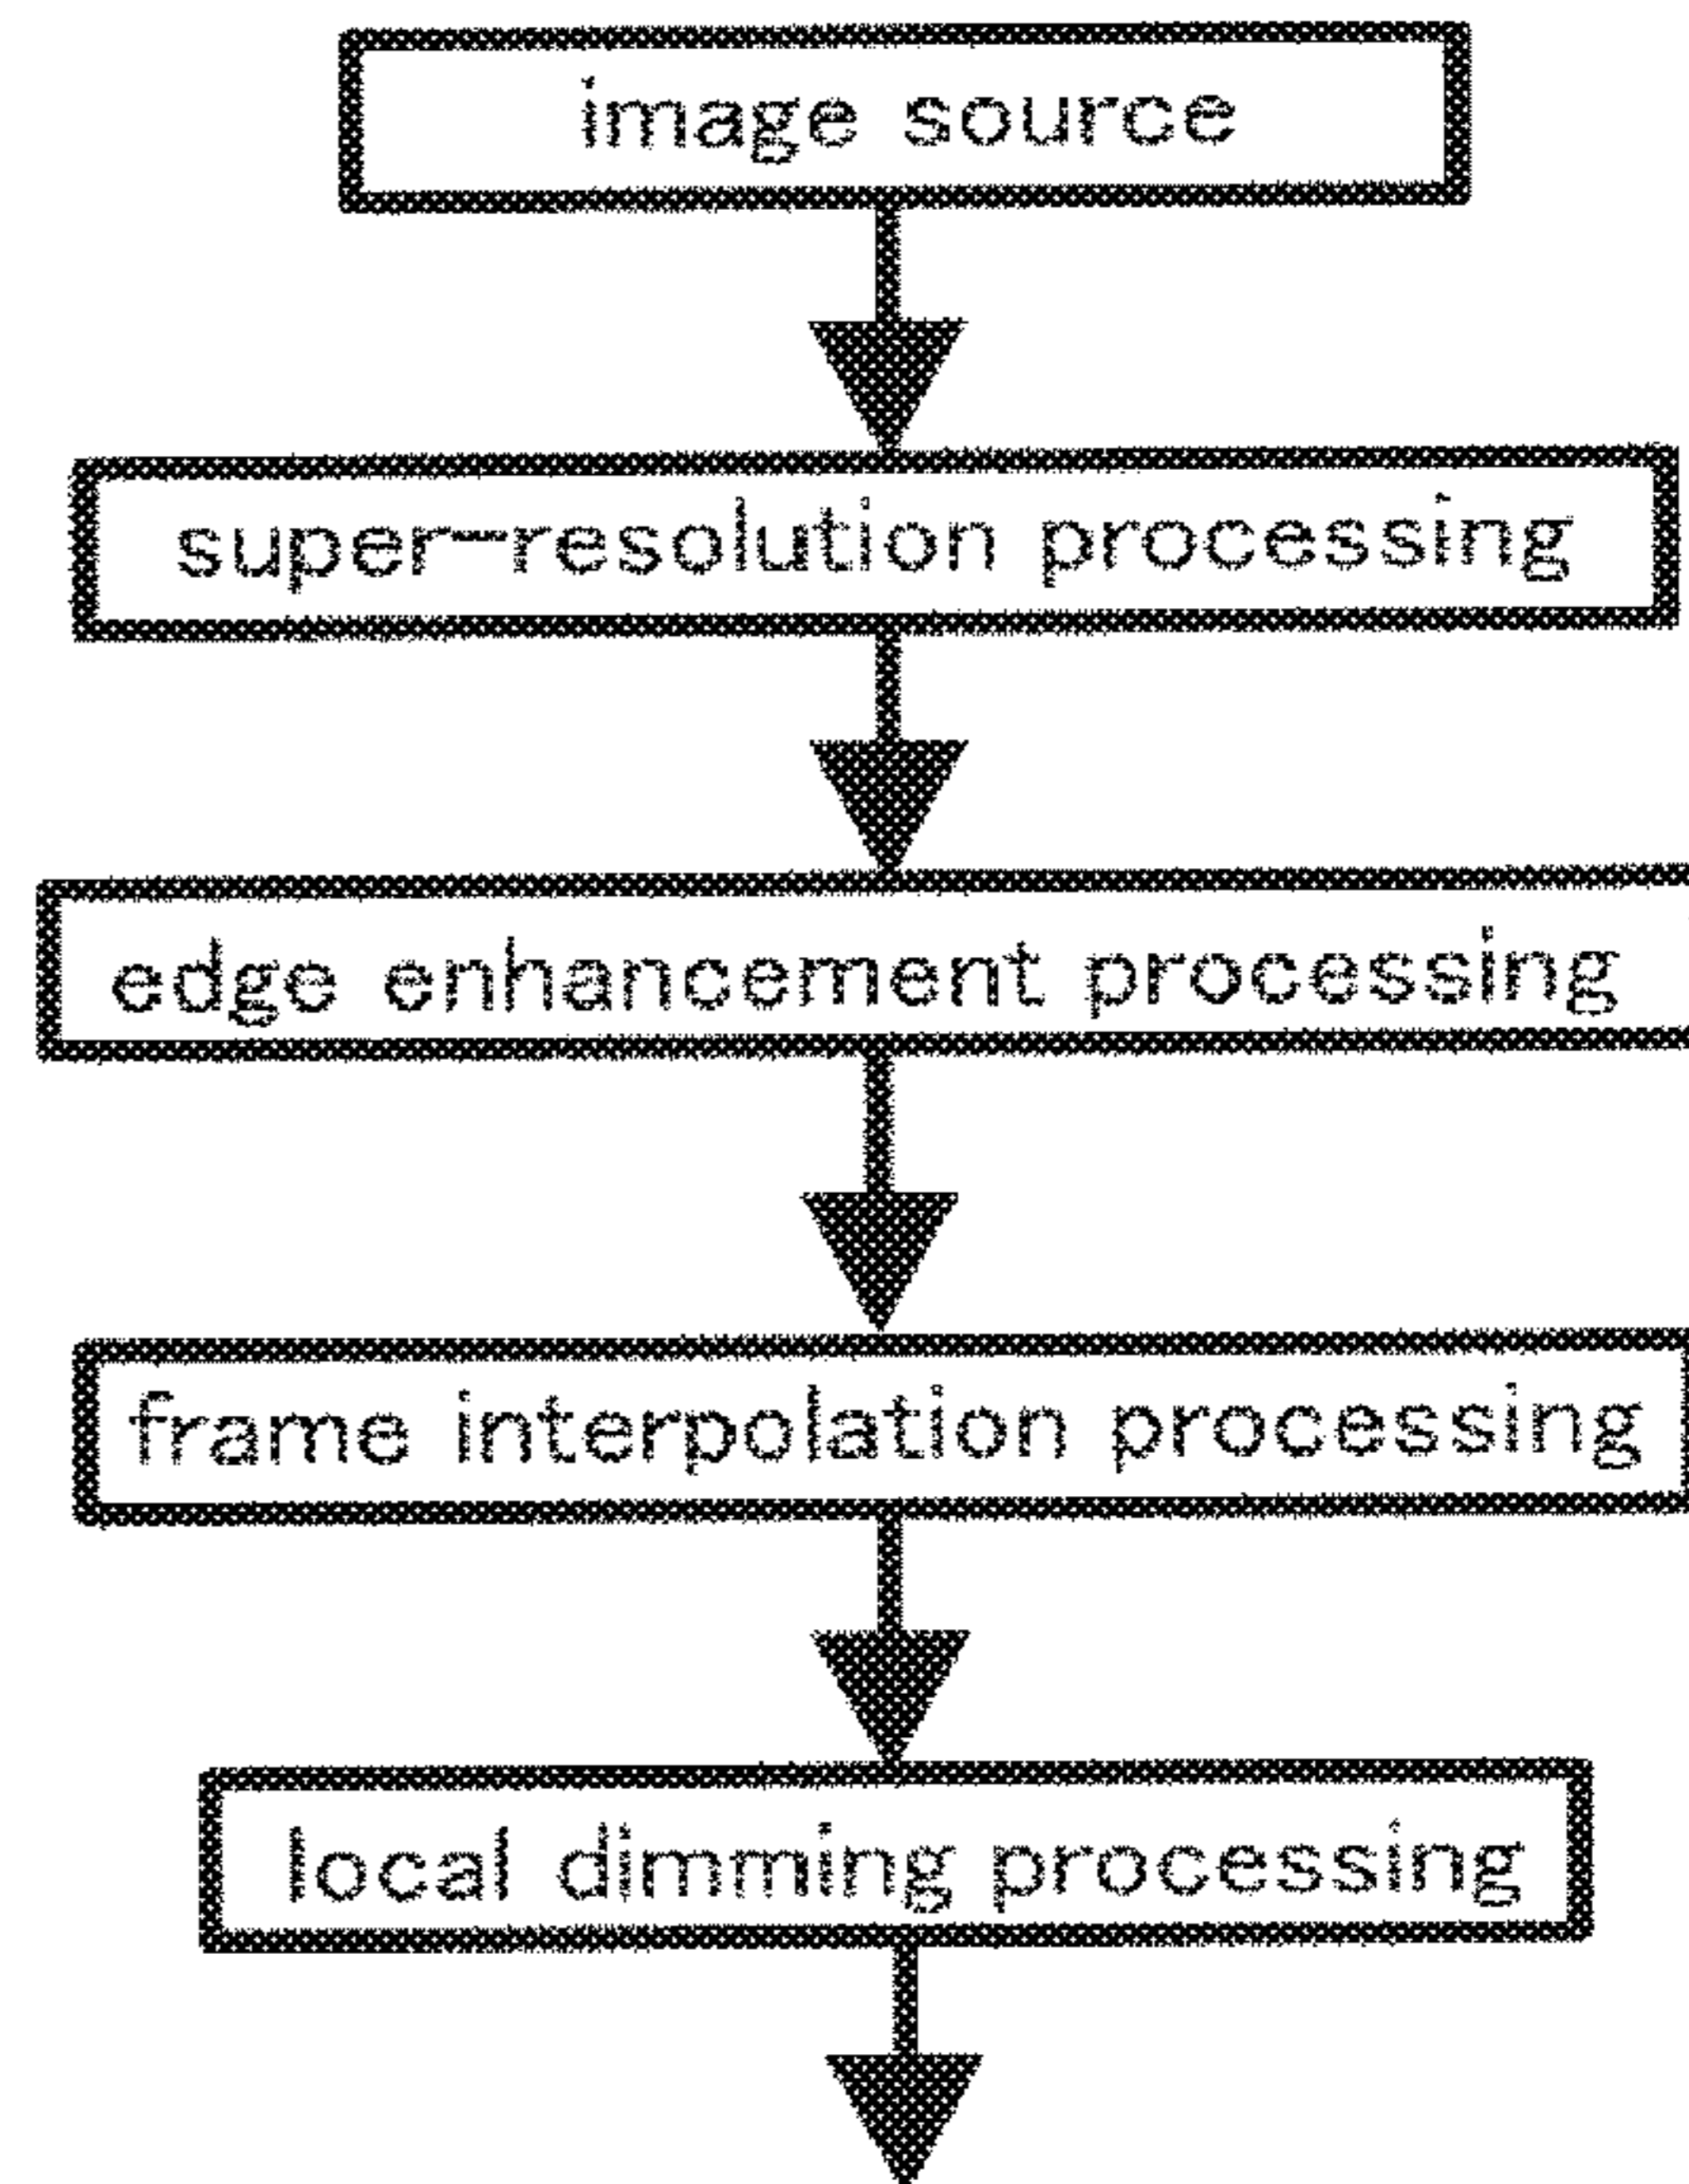 image source
super-resolution processing
edge enhancement processing
frame interpolation processing
local dimming processing